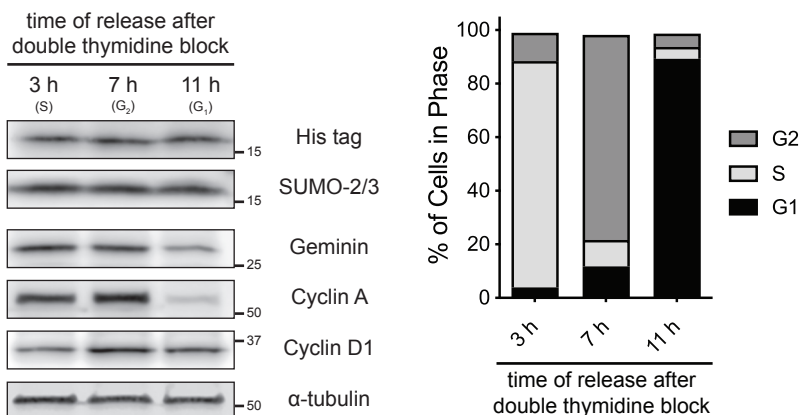 time of release after
double thymidine block
3 h 7 h 11 h
(S) (G₂) (G₁)
His tag
15
SUMO-2/3
15
Geminin
25
Cyclin A
50
37
Cyclin D1
α-tubulin
50
% of Cells in Phase
100
80
60
40
20
0
3 h 7 h 11 h
time of release after
double thymidine block
G2
S
G1